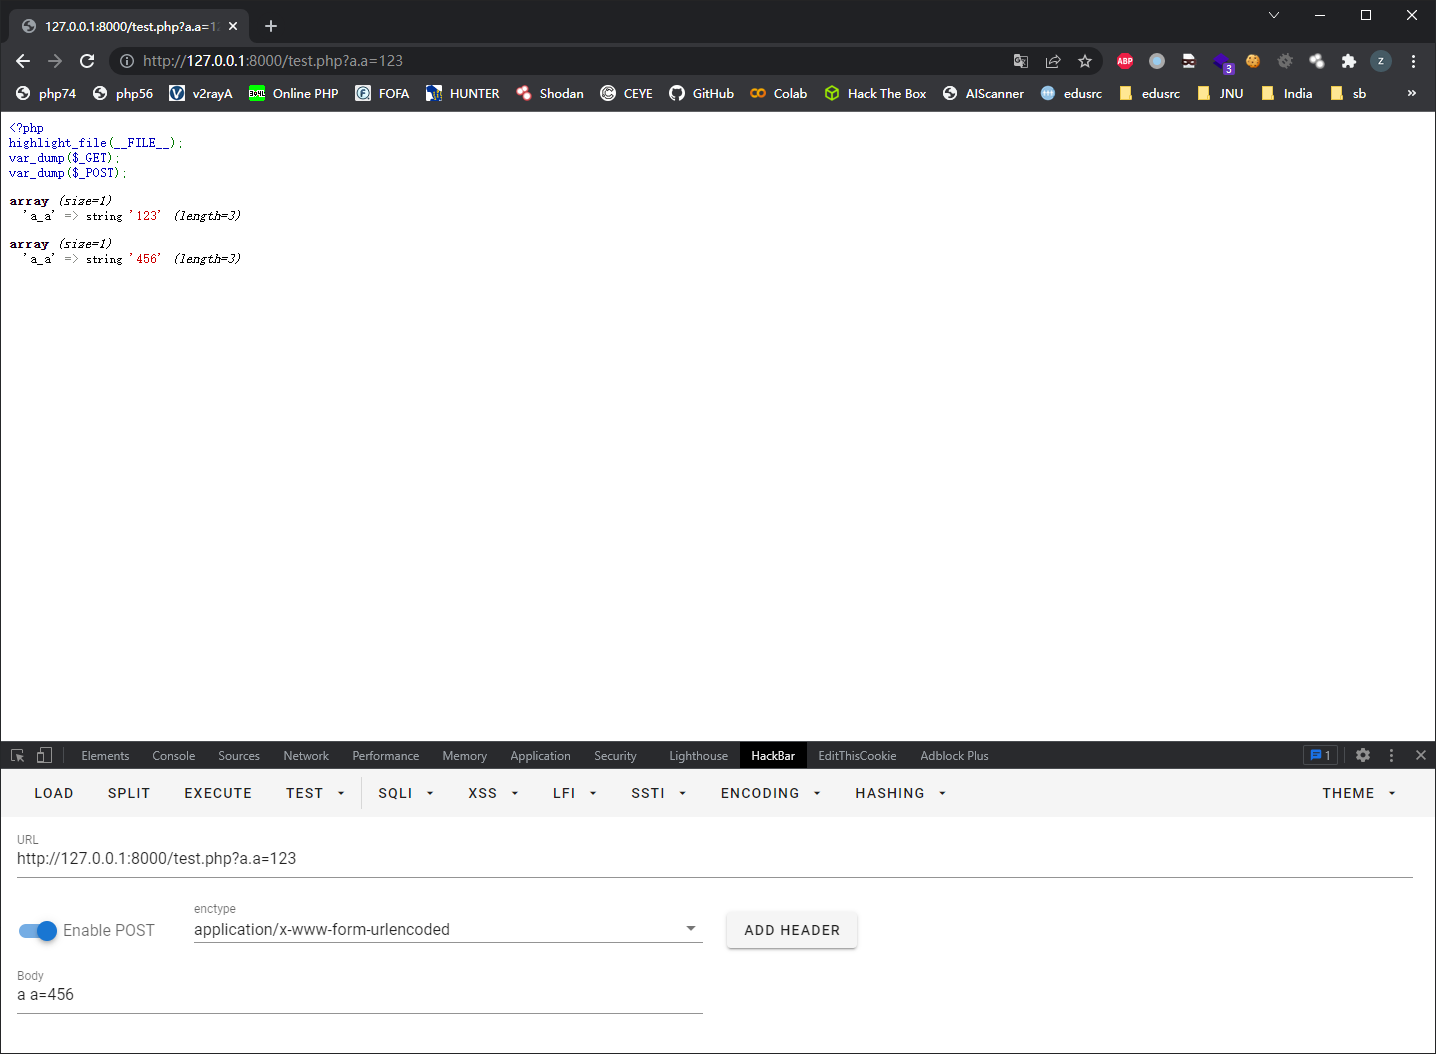 127.0.0.1:8000/test.php?a.a=12
http://127.0.0.1:8000/test.php?a.a=123
ABP
3
Z
php74
php56
v2rayA
Online PHP
FOFA
HUNTER
Shodan
CEYE
GitHub
Colab
Hack The Box
AIScanner
edusrc
edusrc
JNU
India
sb
»
<?php
highlight_file(__FILE__);
var_dump($_GET);
var_dump($_POST);
array (size=1)
'a_a' => string '123' (length=3)
array (size=1)
'a_a' => string '456' (length=3)
Elements Console Sources Network Performance Memory Application Security Lighthouse HackBar EditThisCookie Adblock Plus 1
LOAD SPLIT EXECUTE TEST SQLI XSS LFI SSTI ENCODING HASHING THEME
URL
http://127.0.0.1:8000/test.php?a.a=123
Enable POST
enctype
application/x-www-form-urlencoded
ADD HEADER
Body
a a=456